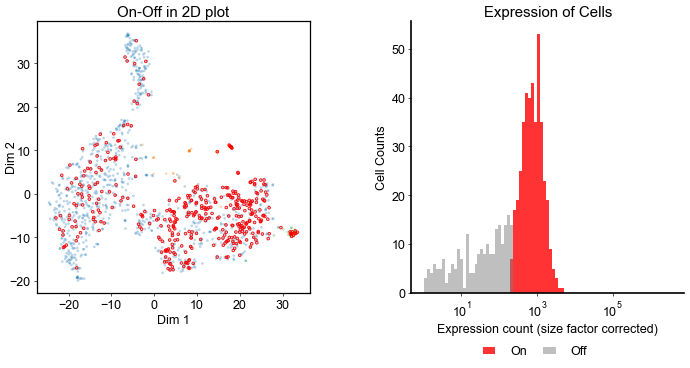 On-Off in 2D plot
30
20
10
0
−10
−20
Dim 2
−20 −10 0 10 20 30
Dim 1
Expression of Cells
50
40
30
20
10
0
Cell Counts
10^1 10^3 10^5
Expression count (size factor corrected)
On Off